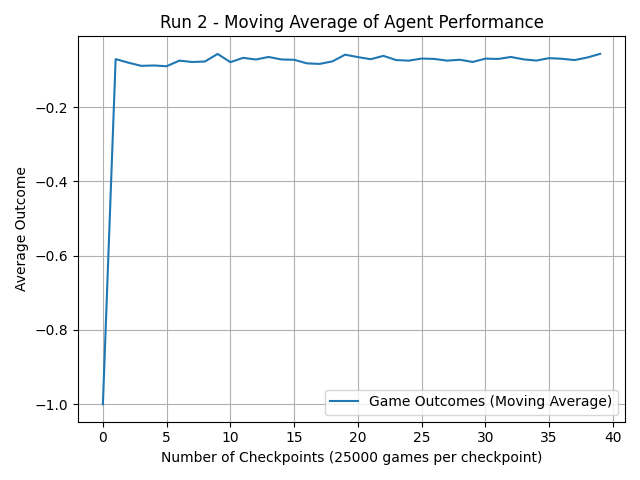 Run 2 - Moving Average of Agent Performance
Average Outcome
−0.2
−0.4
−0.6
−0.8
−1.0
Game Outcomes (Moving Average)
0 5 10 15 20 25 30 35 40
Number of Checkpoints (25000 games per checkpoint)